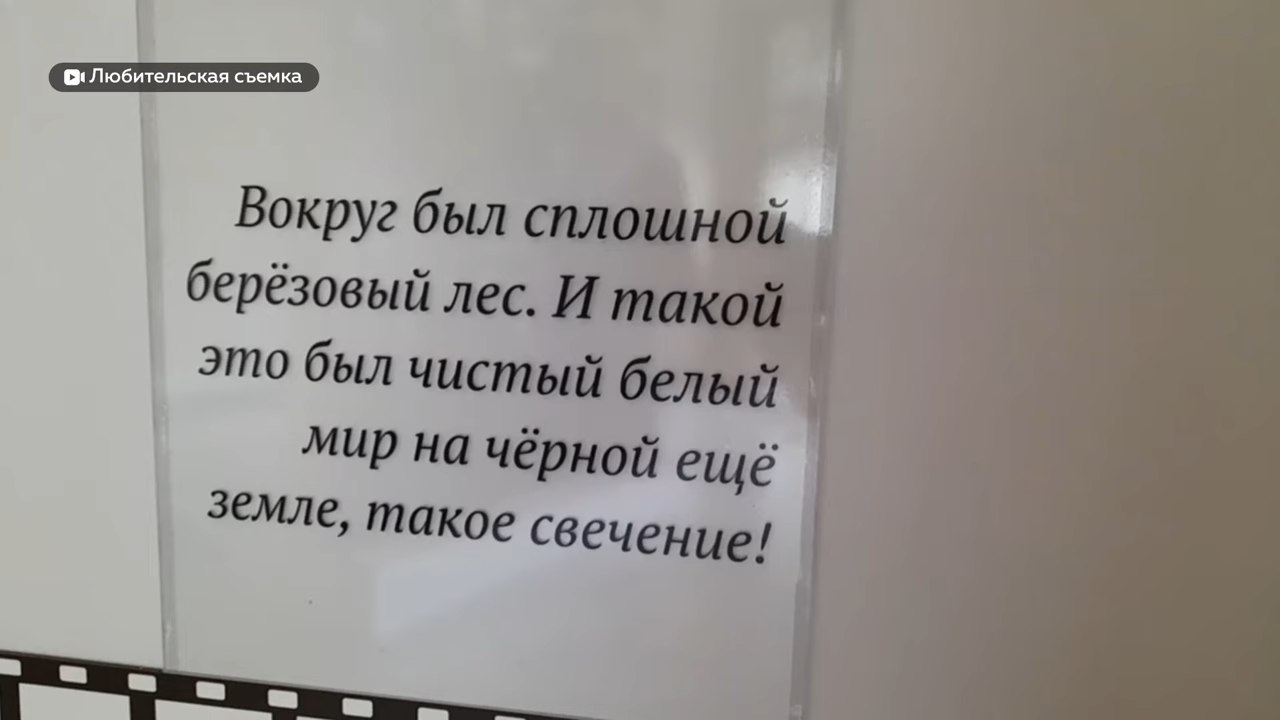 Любительская съемка
Вокруг был сплошной
берёзовый лес. И такой
это был чистый белый
мир на чёрной ещё
земле, такое свечение!